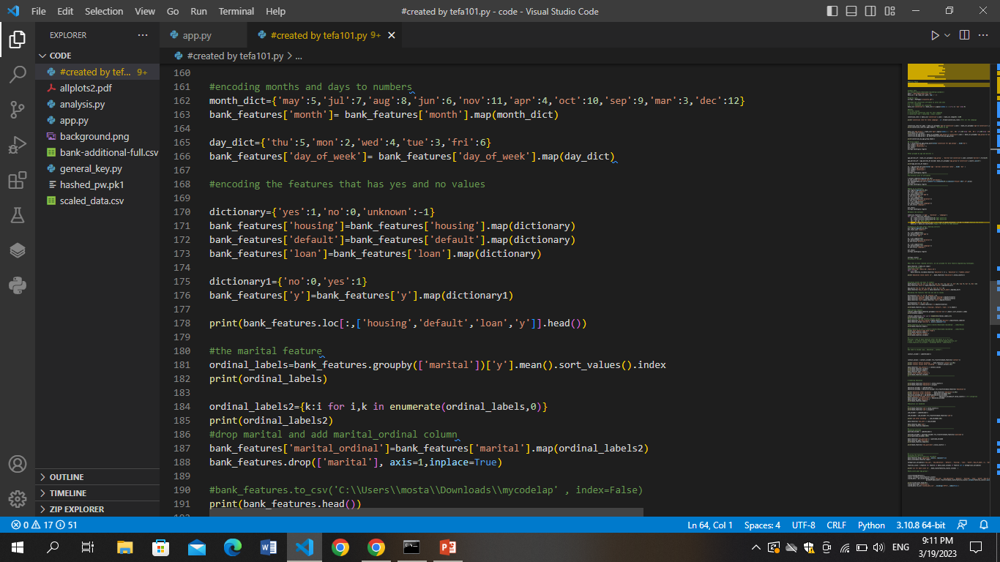 File Edit Selection View Go Run Terminal Help
#created by tefa101.py - code - Visual Studio Code
EXPLORER
CODE
#created by tef... 9+
allplots2.pdf
analysis.py
app.py
background.png
bank-additional-full.csv
general_key.py
hashed_pw.pk1
scaled_data.csv
OUTLINE
TIMELINE
ZIP EXPLORER
app.py
#created by tefa101.py 9+
#created by tefa101.py > ...
160
161 #encoding months and days to numbers
162 month_dict={'may':5,'jul':7,'aug':8,'jun':6,'nov':11,'apr':4,'oct':10,'sep':9,'mar':3,'dec':12}
163 bank_features['month']= bank_features['month'].map(month_dict)
164
165 day_dict={'thu':5,'mon':2,'wed':4,'tue':3,'fri':6}
166 bank_features['day_of_week']= bank_features['day_of_week'].map(day_dict)
167
168 #encoding the features that has yes and no values
169
170 dictionary={'yes':1,'no':0,'unknown':-1}
171 bank_features['housing']=bank_features['housing'].map(dictionary)
172 bank_features['default']=bank_features['default'].map(dictionary)
173 bank_features['loan']=bank_features['loan'].map(dictionary)
174
175 dictionary1={'no':0,'yes':1}
176 bank_features['y']=bank_features['y'].map(dictionary1)
177
178 print(bank_features.loc[:,['housing','default','loan','y']].head())
179
180 #the marital feature
181 ordinal_labels=bank_features.groupby(['marital'])['y'].mean().sort_values().index
182 print(ordinal_labels)
183
184 ordinal_labels2={k:i for i,k in enumerate(ordinal_labels,0)}
185 print(ordinal_labels2)
186 #drop marital and add marital_ordinal column
187 bank_features['marital_ordinal']=bank_features['marital'].map(ordinal_labels2)
188 bank_features.drop(['marital'], axis=1,inplace=True)
189
190 #bank_features.to_csv('C:\\Users\\mosta\\Downloads\\mycodelap' , index=False)
191 print(bank_features.head())
0 17 51
Ln 64, Col 1 Spaces: 4 UTF-8 CRLF Python 3.10.8 64-bit
ENG
9:11 PM
3/19/2023